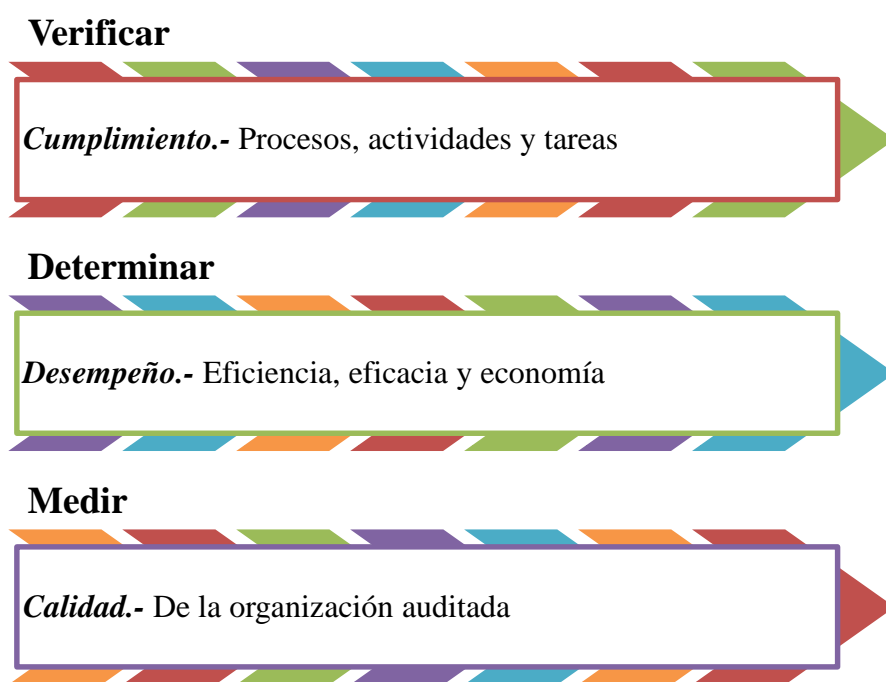 Verificar
Cumplimiento.- Procesos, actividades y tareas
Determinar
Desempeño.- Eficiencia, eficacia y economía
Medir
Calidad.- De la organización auditada